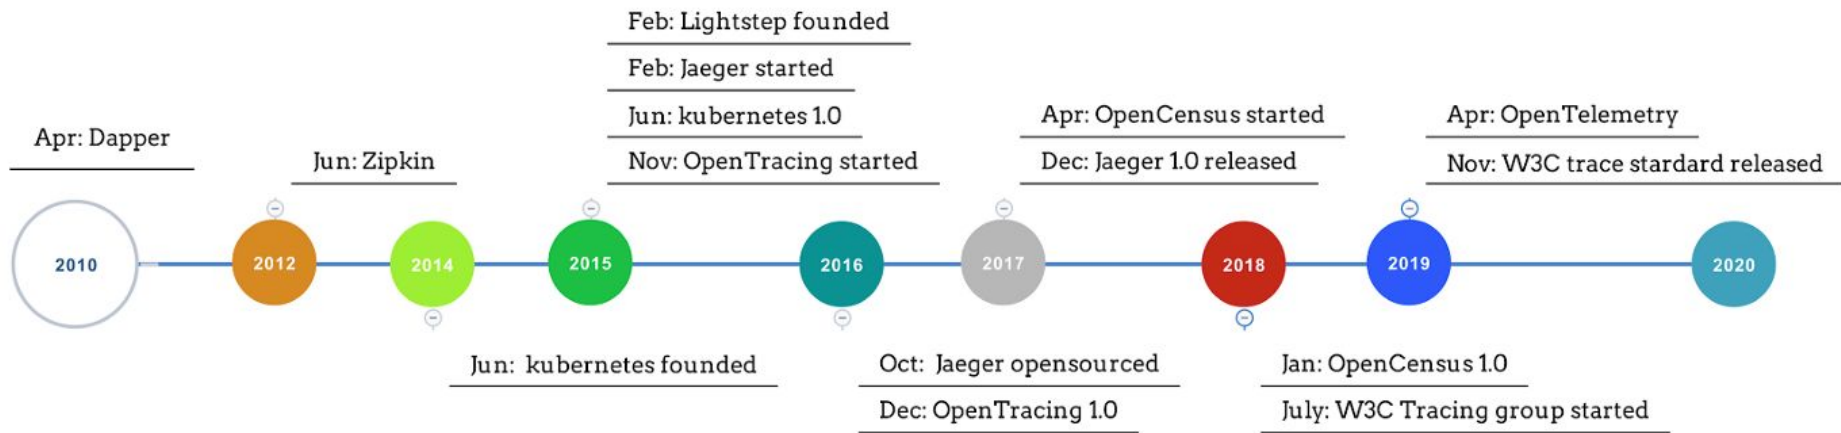 Apr: Dapper
2010
Jun: Zipkin
2012
2014
Jun: kubernetes founded
Feb: Lightstep founded
Feb: Jaeger started
Jun: kubernetes 1.0
Nov: OpenTracing started
2015
2016
Oct: Jaeger opensourced
Dec: OpenTracing 1.0
Apr: OpenCensus started
Dec: Jaeger 1.0 released
2017
2018
Jan: OpenCensus 1.0
July: W3C Tracing group started
Apr: OpenTelemetry
Nov: W3C trace stardard released
2019
2020